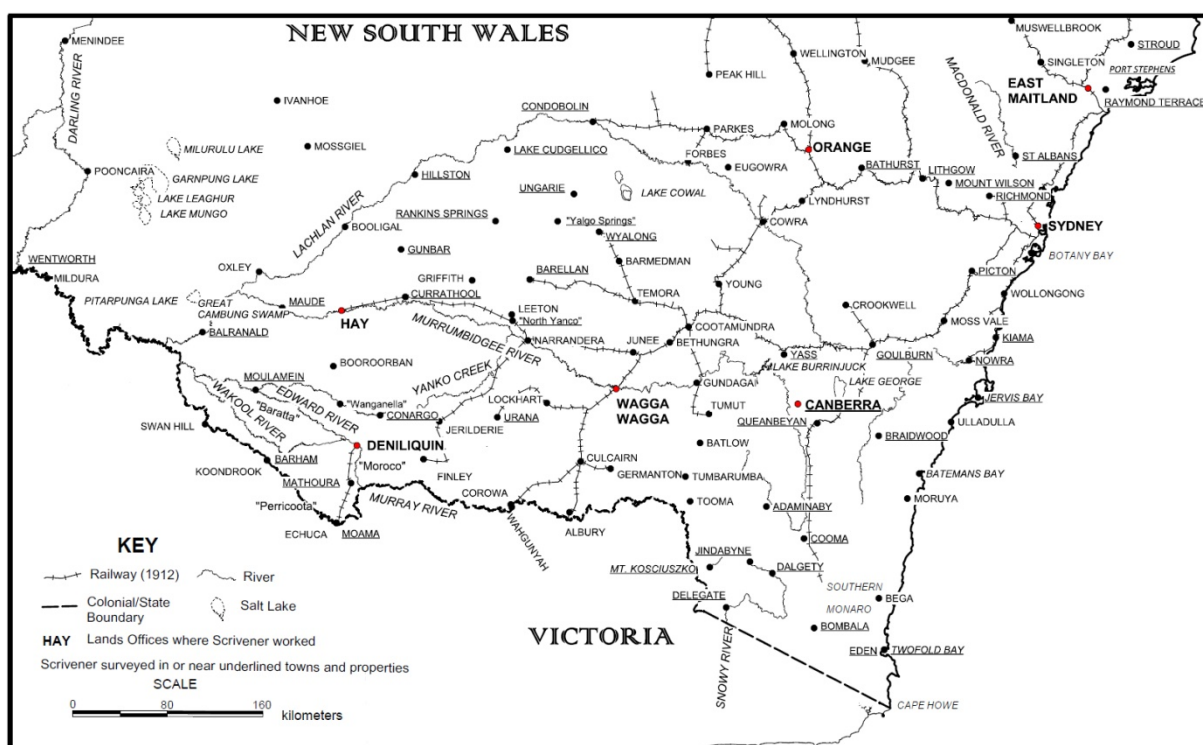 NEW SOUTH WALES
MENINDEE
DARLING RIVER
IVANHOE
MILURULU LAKE
MOSSGIEL
POONCAIRA
GARNPUNG LAKE
LAKE LEAGHUR
LAKE MUNGO
WENTWORTH
MILDURA
PITARPUNGA LAKE
GREAT
CAMBUNG SWAMP
OXLEY
LACHLAN RIVER
BOOLIGAL
HILLSTON
CONDOBOLIN
LAKE CUDGELLICO
UNGARIE
RANKINS SPRINGS
"Yalgo Springs"
WYALONG
GUNBAR
GRIFFITH
BARELLAN
BARMEDMAN
MAUDE
CURRATHOOL
HAY
LEETON
"North Yanco"
TEMORA
MURRUMBIDGEE RIVER
NARRANDERA
JUNEE
COOTAMUNDRA
BETHUNGRA
BALRANALD
BOOROORBAN
YANKO CREEK
MOULAMEIN
EDWARD RIVER
"Baratta"
"Wanganella"
CONARGO
LOCKHART
URANA
JERILDERIE
WAGGA
WAGGA
WAKOOL RIVER
SWAN HILL
DENILIQUIN
BARHAM
KOONDROOK
"Moroco"
FINLEY
MATHOURA
"Perricoota"
ECHUCA
MOAMA
MURRAY RIVER
COROWA
WAHGUNYAH
CULCAIRN
GERMANTON
ALBURY
PEAK HILL
WELLINGTON
MUDGEE
PARKES
MOLONG
FORBES
ORANGE
EUGOWRA
BATHURST
LITHGOW
LAKE COWAL
LYNDHURST
COWRA
YOUNG
CROOKWELL
MUSWELLBROOK
STROUD
SINGLETON
PORT STEPHENS
EAST
MAITLAND
RAYMOND TERRACE
MACDONALD RIVER
ST ALBANS
MOUNT WILSON
RICHMOND
SYDNEY
BOTANY BAY
PICTON
WOLLONGONG
MOSS VALE
KIAMA
NOWRA
JERVIS BAY
YASS
GOULBURN
LAKE BURRINJUCK
LAKE GEORGE
GUNDAGA
TUMUT
CANBERRA
QUEANBEYAN
BRAIDWOOD
ULLADULLA
BATLOW
TUMBARUMBA
TOOMA
BATEMANS BAY
MORUYA
ADAMINABY
COOMA
JINDABYNE
MT. KOSCIUSZKO
DALGETY
DELEGATE
SOUTHERN
MONARO
BEGA
BOMBALA
EDEN
TWOFOLD BAY
SNOWY RIVER
CAPE HOWE
VICTORIA
KEY
Railway (1912)
River
Colonial/State
Boundary
Salt Lake
HAY Lands Offices where Scrivener worked
Scrivener surveyed in or near underlined towns and properties
SCALE
0 80 160
kilometers